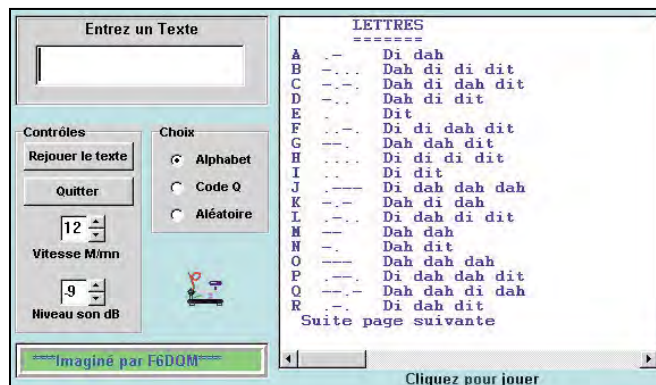 Entrez un Texte
Contrôles
Rejouer le texte
Quitter
12
Vitesse M/mn
-9
Niveau son dB
Choix
Alphabet
Code Q
Aléatoire
***Imaginé par F6DQM***
LETTRES
=======
A .- Di dah
B -... Dah di di dit
C -.-. Dah di dah dit
D -.. Dah di dit
E . Dit
F ..-. Di di dah dit
G --. Dah dah dit
H .... Di di di dit
I .. Di dit
J .--- Di dah dah dah
K -.- Dah di dah
L .-.. Di dah di dit
M -- Dah dah
N -. Dah dit
O --- Dah dah dah
P .--. Di dah dah dit
Q --.- Dah dah di dah
R .-. Di dah dit
Suite page suivante
Cliquez pour jouer